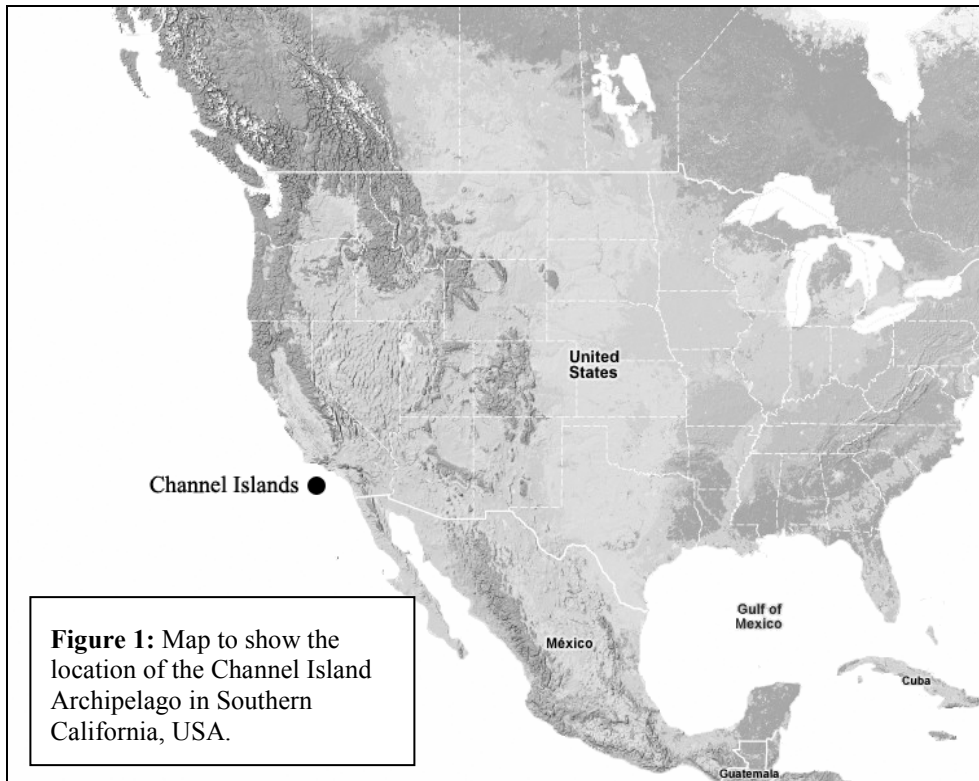 United
States
Channel Islands
Gulf of
Mexico
México
Cuba
Guatemala
Figure 1: Map to show the
location of the Channel Island
Archipelago in Southern
California, USA.